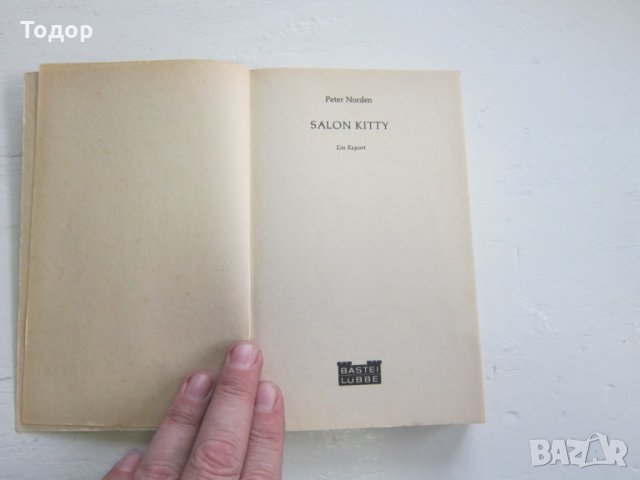 Тодор
Peter Norden
SALON KITTY
Ein Report
BASTEI
LÜBBE
BAZAR